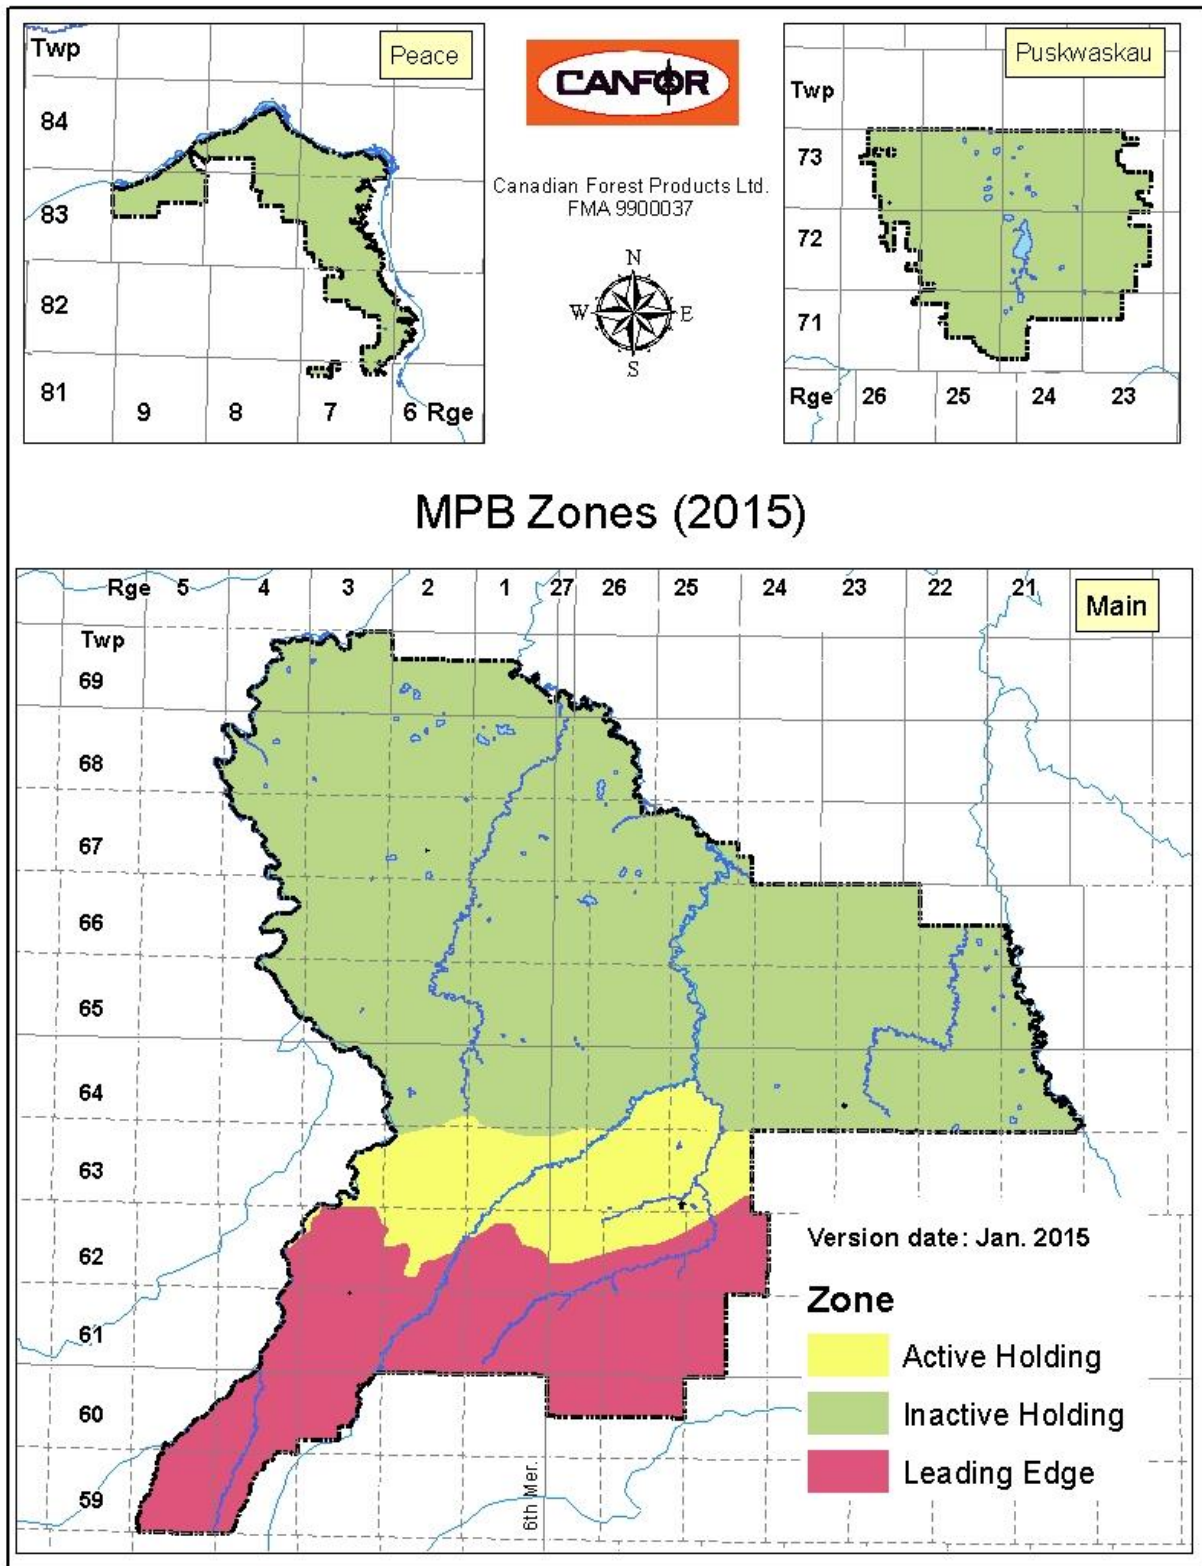 Twp
Peace
84
83
82
81
9 8 7 6 Rge
CANFOR
Canadian Forest Products Ltd.
FMA 9900037
N
W E
S
Puskwaskau
Twp
73
72
71
Rge 26 25 24 23
MPB Zones (2015)
Rge 5 4 3 2 1 27 26 25 24 23 22 21
Main
Twp
69
68
67
66
65
64
63
62
61
60
59
6th Mer.
Version date: Jan. 2015
Zone
Active Holding
Inactive Holding
Leading Edge